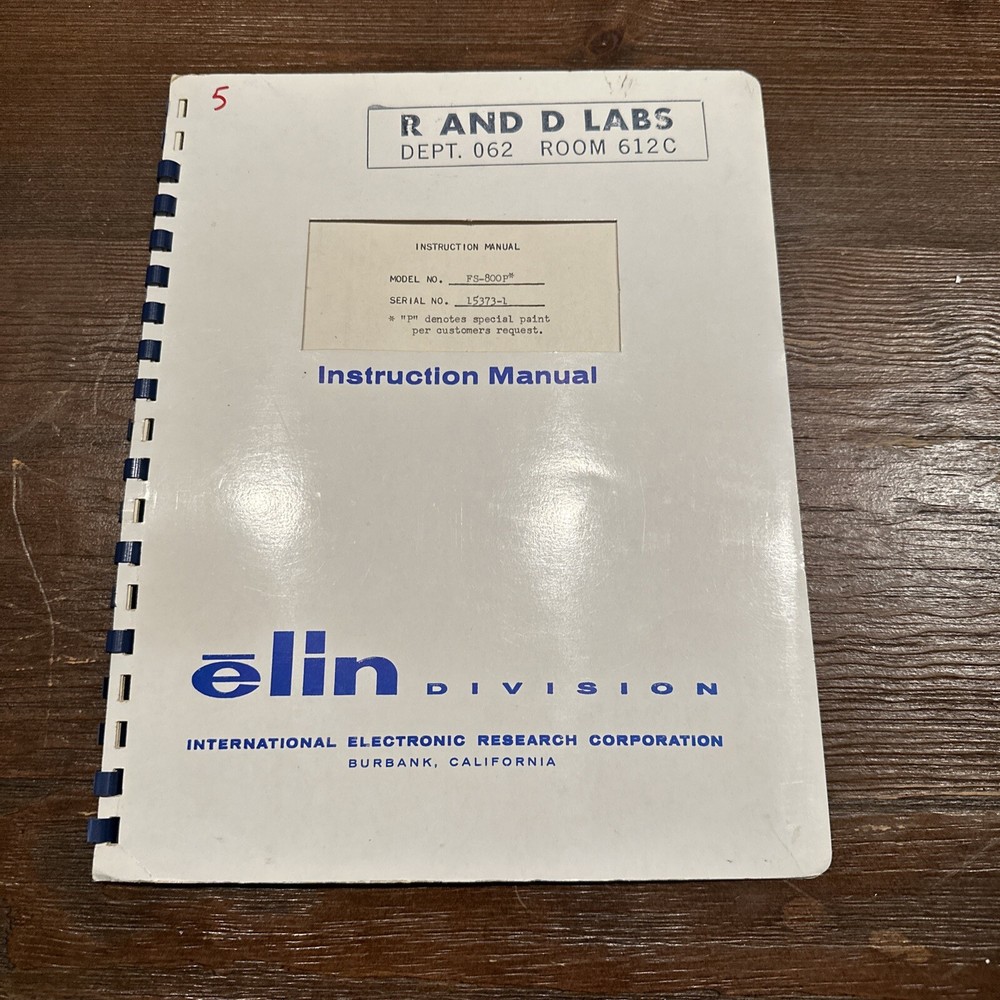 5
R AND D LABS
DEPT. 062 ROOM 612C
INSTRUCTION MANUAL
MODEL NO. FS-800P*
SERIAL NO. 15373-1
* "P" denotes special paint
per customers request.
Instruction Manual
ēlin DIVISION
INTERNATIONAL ELECTRONIC RESEARCH CORPORATION
BURBANK, CALIFORNIA